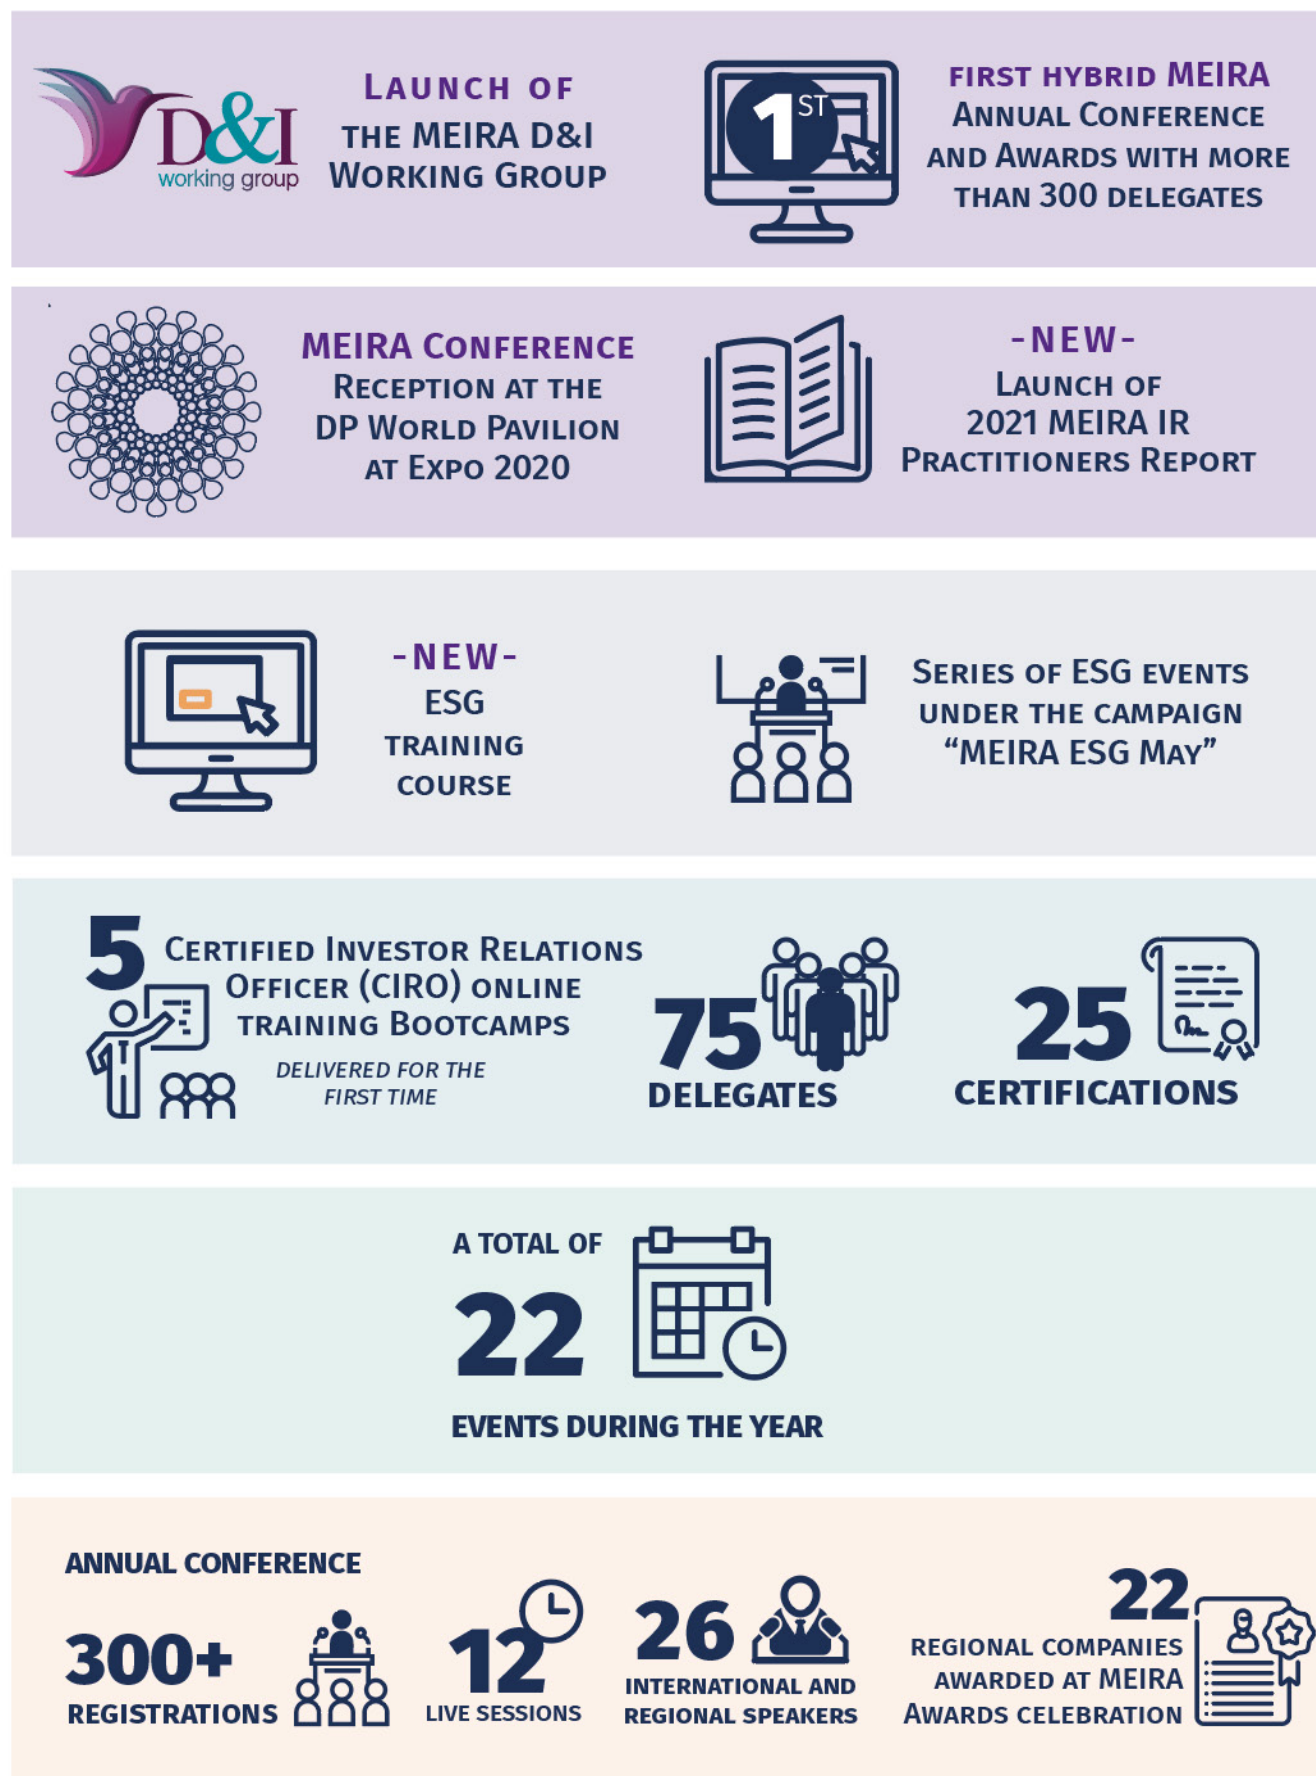 D&I
working group
LAUNCH OF
THE MEIRA D&I
WORKING GROUP
1ST
FIRST HYBRID MEIRA
ANNUAL CONFERENCE
AND AWARDS WITH MORE
THAN 300 DELEGATES
MEIRA CONFERENCE
RECEPTION AT THE
DP WORLD PAVILION
AT EXPO 2020
-NEW-
LAUNCH OF
2021 MEIRA IR
PRACTITIONERS REPORT
-NEW-
ESG
TRAINING
COURSE
SERIES OF ESG EVENTS
UNDER THE CAMPAIGN
“MEIRA ESG MAY”
5 CERTIFIED INVESTOR RELATIONS
OFFICER (CIRO) ONLINE
TRAINING BOOTCAMPS
DELIVERED FOR THE
FIRST TIME
75
DELEGATES
25
CERTIFICATIONS
A TOTAL OF
22
EVENTS DURING THE YEAR
ANNUAL CONFERENCE
300+
REGISTRATIONS
12
LIVE SESSIONS
26
INTERNATIONAL AND
REGIONAL SPEAKERS
22
REGIONAL COMPANIES
AWARDED AT MEIRA
AWARDS CELEBRATION